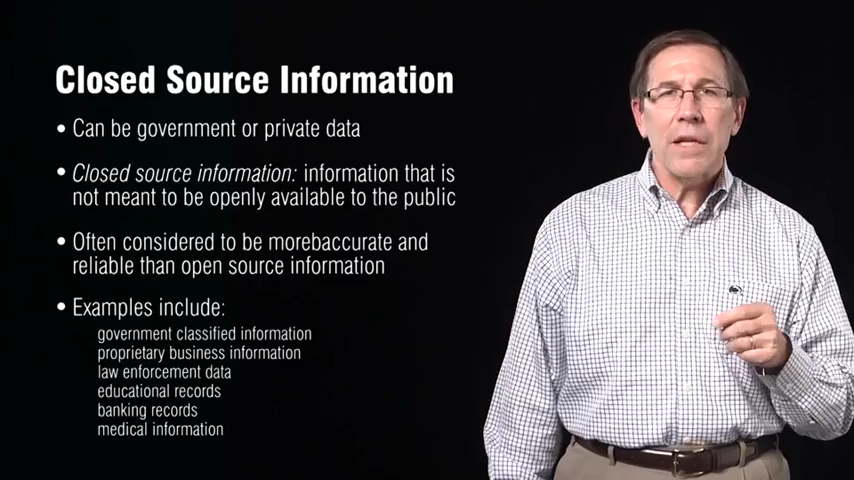 Closed Source Information
• Can be government or private data
• Closed source information: information that is
not meant to be openly available to the public
• Often considered to be morebaccurate and
reliable than open source information
• Examples include:
government classified information
proprietary business information
law enforcement data
educational records
banking records
medical information